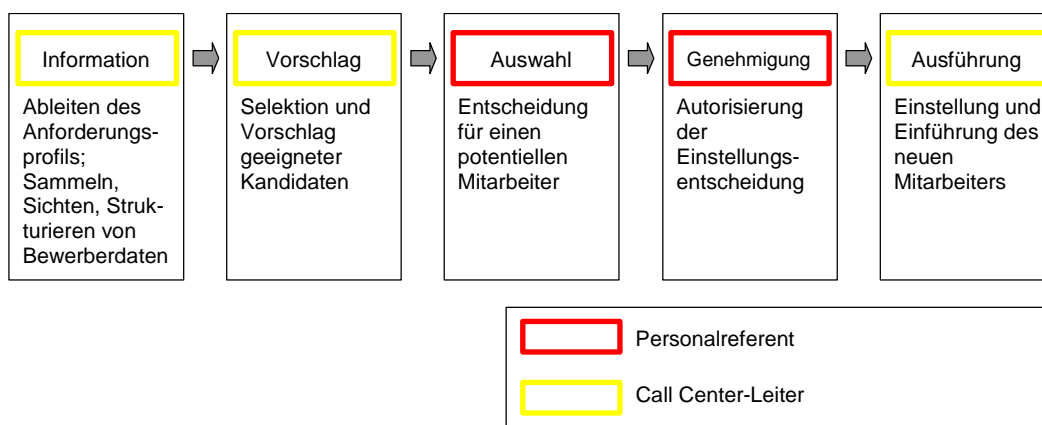 Information
Ableiten des
Anforderungs-
profils;
Sammeln,
Sichten, Struk-
turieren von
Bewerberdaten
Vorschlag
Selektion und
Vorschlag
geeigneter
Kandidaten
Auswahl
Entscheidung
für einen
potentiellen
Mitarbeiter
Genehmigung
Autorisierung
der
Einstellungs-
entscheidung
Ausführung
Einstellung und
Einführung des
neuen
Mitarbeiters
Personalreferent
Call Center-Leiter